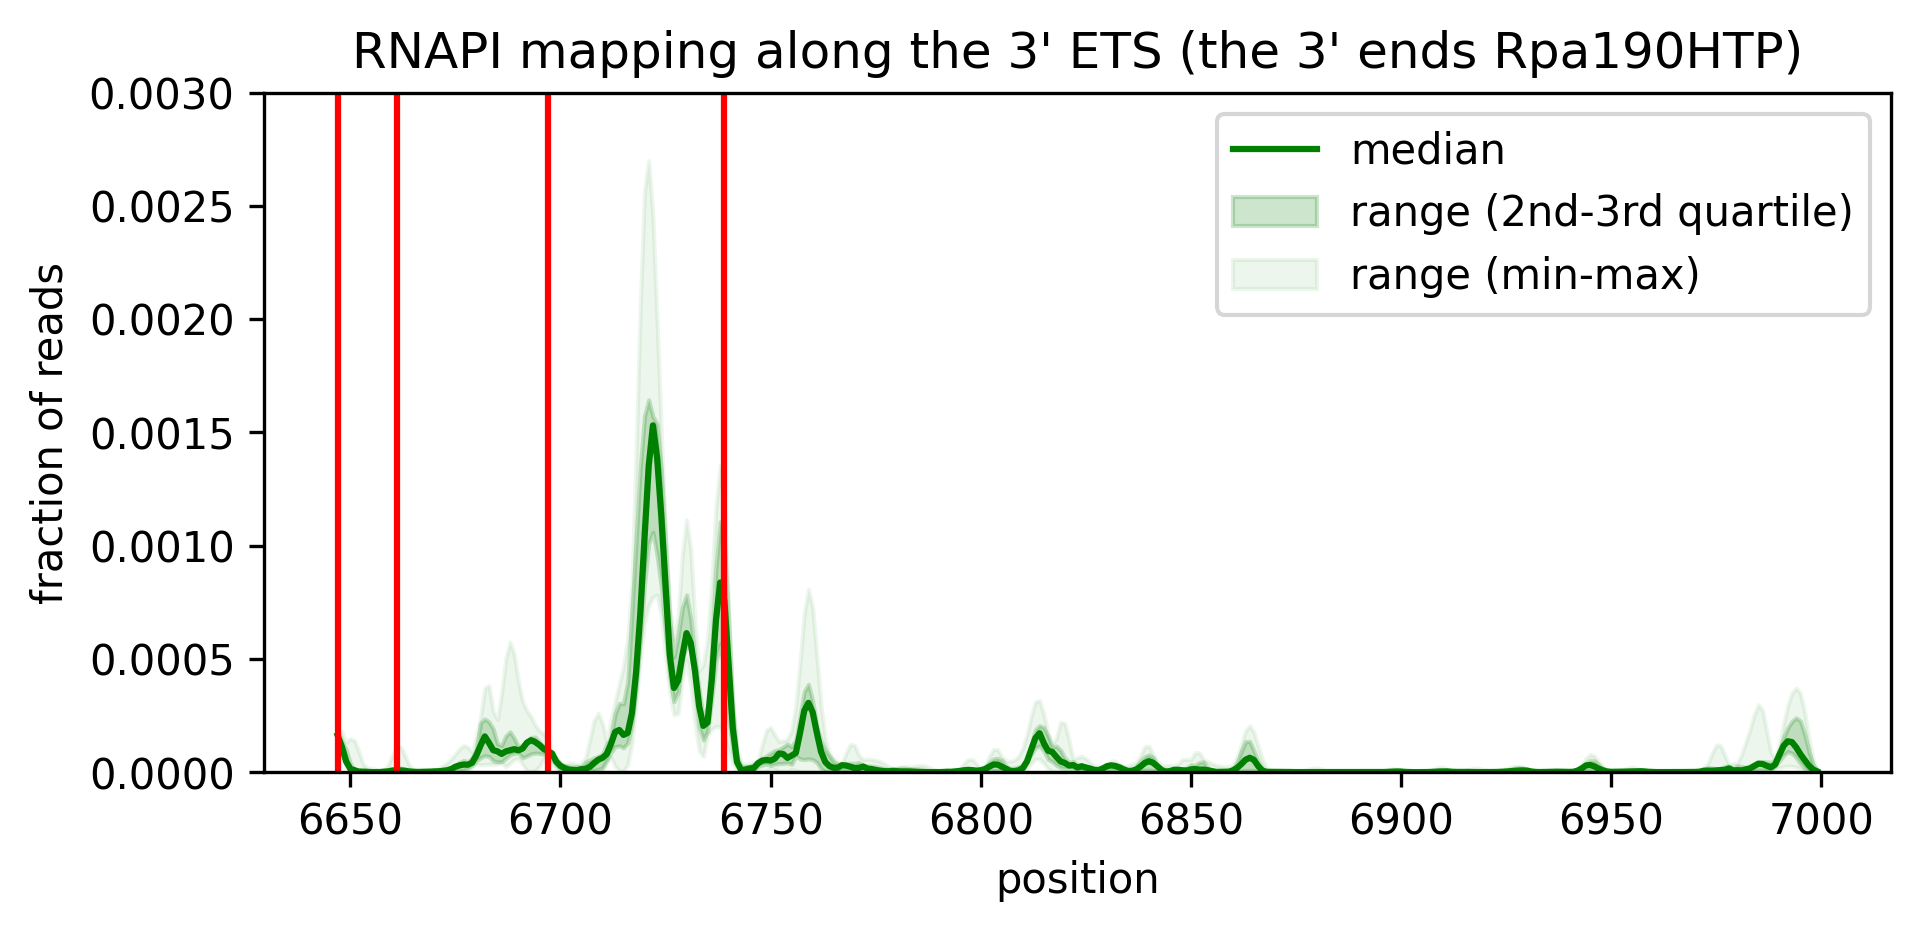 RNAPI mapping along the 3' ETS (the 3' ends Rpa190HTP)
0.0030
0.0025
0.0020
0.0015
0.0010
0.0005
0.0000
fraction of reads
median
range (2nd-3rd quartile)
range (min-max)
6650 6700 6750 6800 6850 6900 6950 7000
position